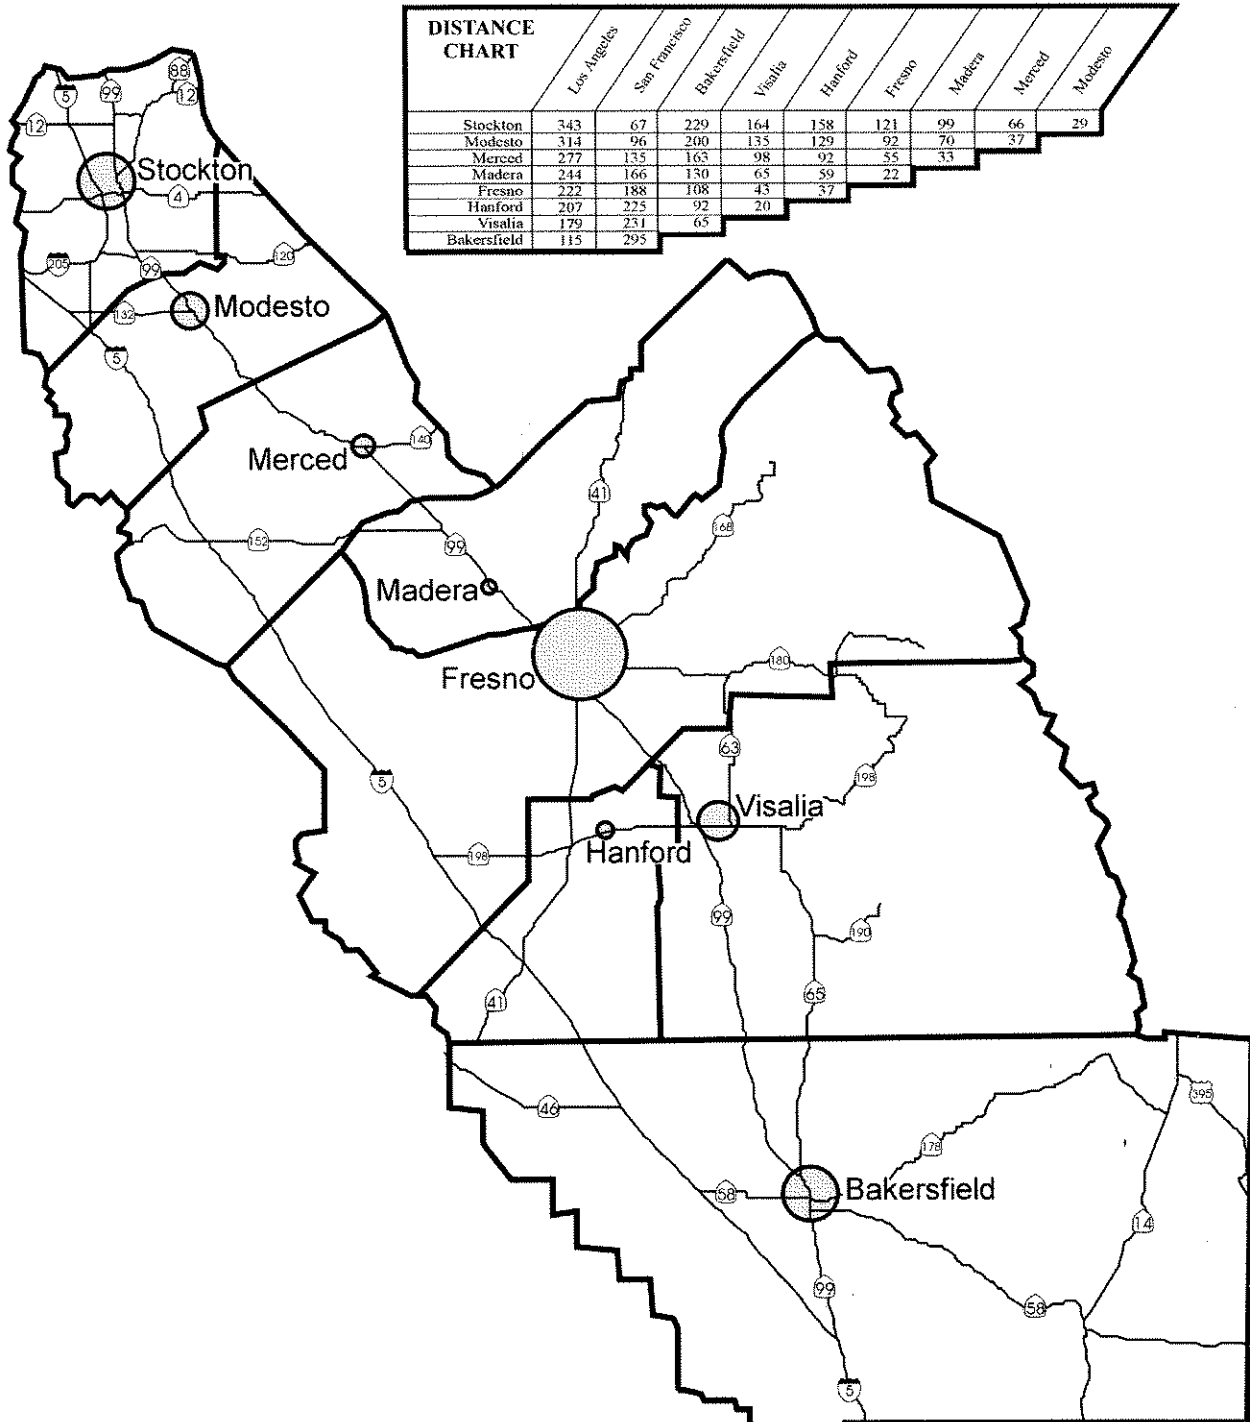 DISTANCE
CHART
Los Angeles
San Francisco
Bakersfield
Visalia
Hanford
Fresno
Madera
Merced
Modesto
Stockton 343 67 229 164 158 121 99 66 29
Modesto 314 96 200 135 129 92 70 37
Merced 277 135 163 98 92 55 33
Madera 244 166 130 65 59 22
Fresno 222 188 108 43 37
Hanford 207 225 92 20
Visalia 179 231 65
Bakersfield 115 295
88
5
99
12
12
Stockton
4
205
99
120
132
Modesto
5
Merced
140
41
168
152
99
Madera
Fresno
180
63
5
198
Visalia
198
Hanford
99
190
41
65
46
395
178
58
Bakersfield
14
99
58
5